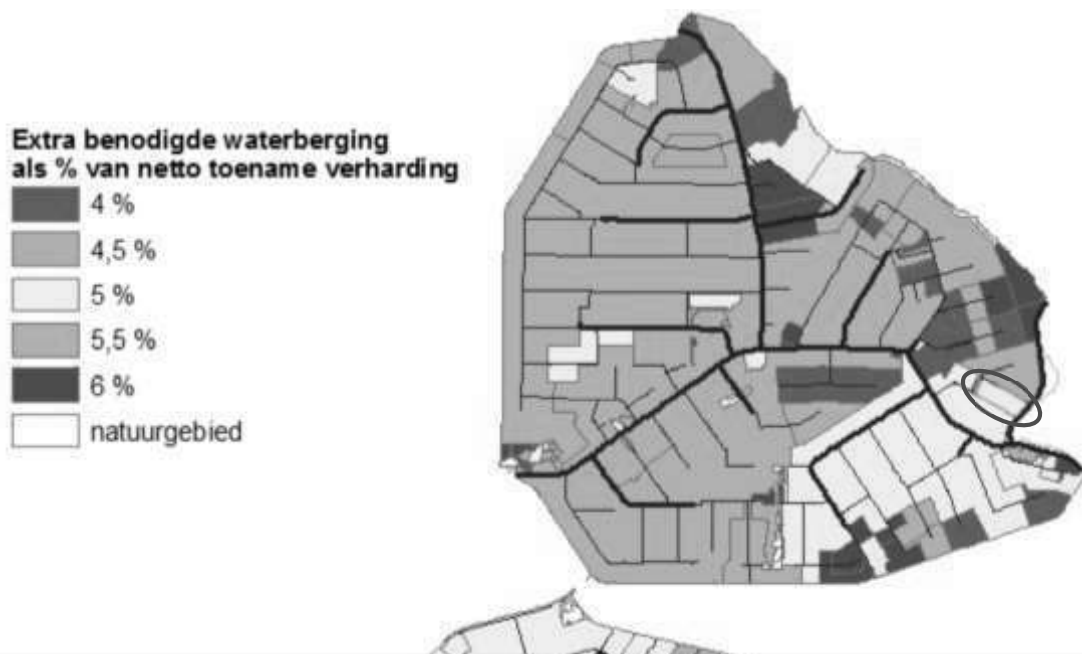 Extra benodigde waterberging
als % van netto toename verharding
4 %
4,5 %
5 %
5,5 %
6 %
natuurgebied